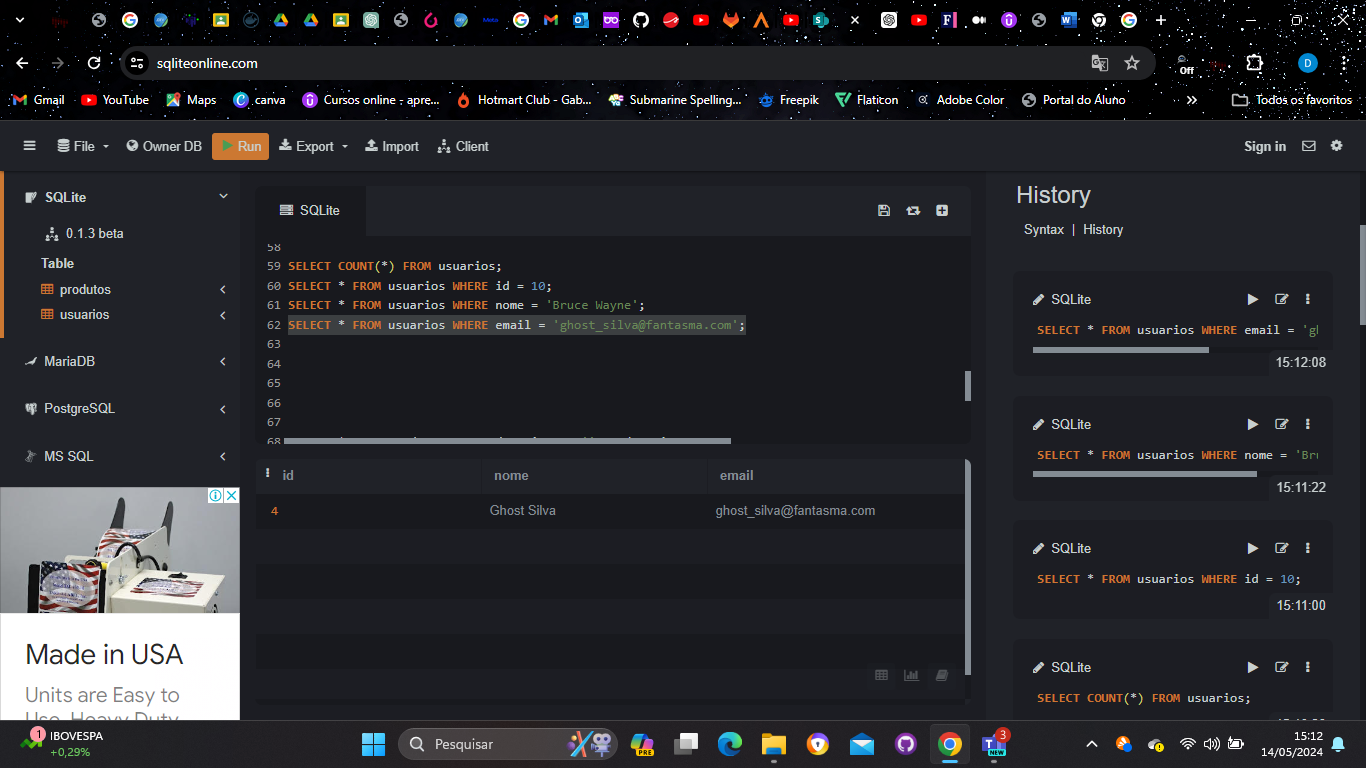 sqliteonline.com
Off
D
Gmail
YouTube
Maps
canva
Cursos online - apre...
Hotmart Club - Gab...
Submarine Spelling...
Freepik
Flaticon
Adobe Color
Portal do Aluno
Todos os favoritos
File
Owner DB
Run
Export
Import
Client
Sign in
SQLite
0.1.3 beta
Table
produtos
usuarios
MariaDB
PostgreSQL
MS SQL
Made in USA
Units are Easy to
Use, Heavy Duty
SQLite
58
59 SELECT COUNT(*) FROM usuarios;
60 SELECT * FROM usuarios WHERE id = 10;
61 SELECT * FROM usuarios WHERE nome = 'Bruce Wayne';
62 SELECT * FROM usuarios WHERE email = 'ghost_silva@fantasma.com';
63
64
65
66
67
68
id nome email
4 Ghost Silva ghost_silva@fantasma.com
History
Syntax | History
SQLite
SELECT * FROM usuarios WHERE email = 'gh
15:12:08
SQLite
SELECT * FROM usuarios WHERE nome = 'Bru
15:11:22
SQLite
SELECT * FROM usuarios WHERE id = 10;
15:11:00
SQLite
SELECT COUNT(*) FROM usuarios;
1
IBOVESPA
+0,29%
Pesquisar
PRE
NEW
3
15:12
14/05/2024